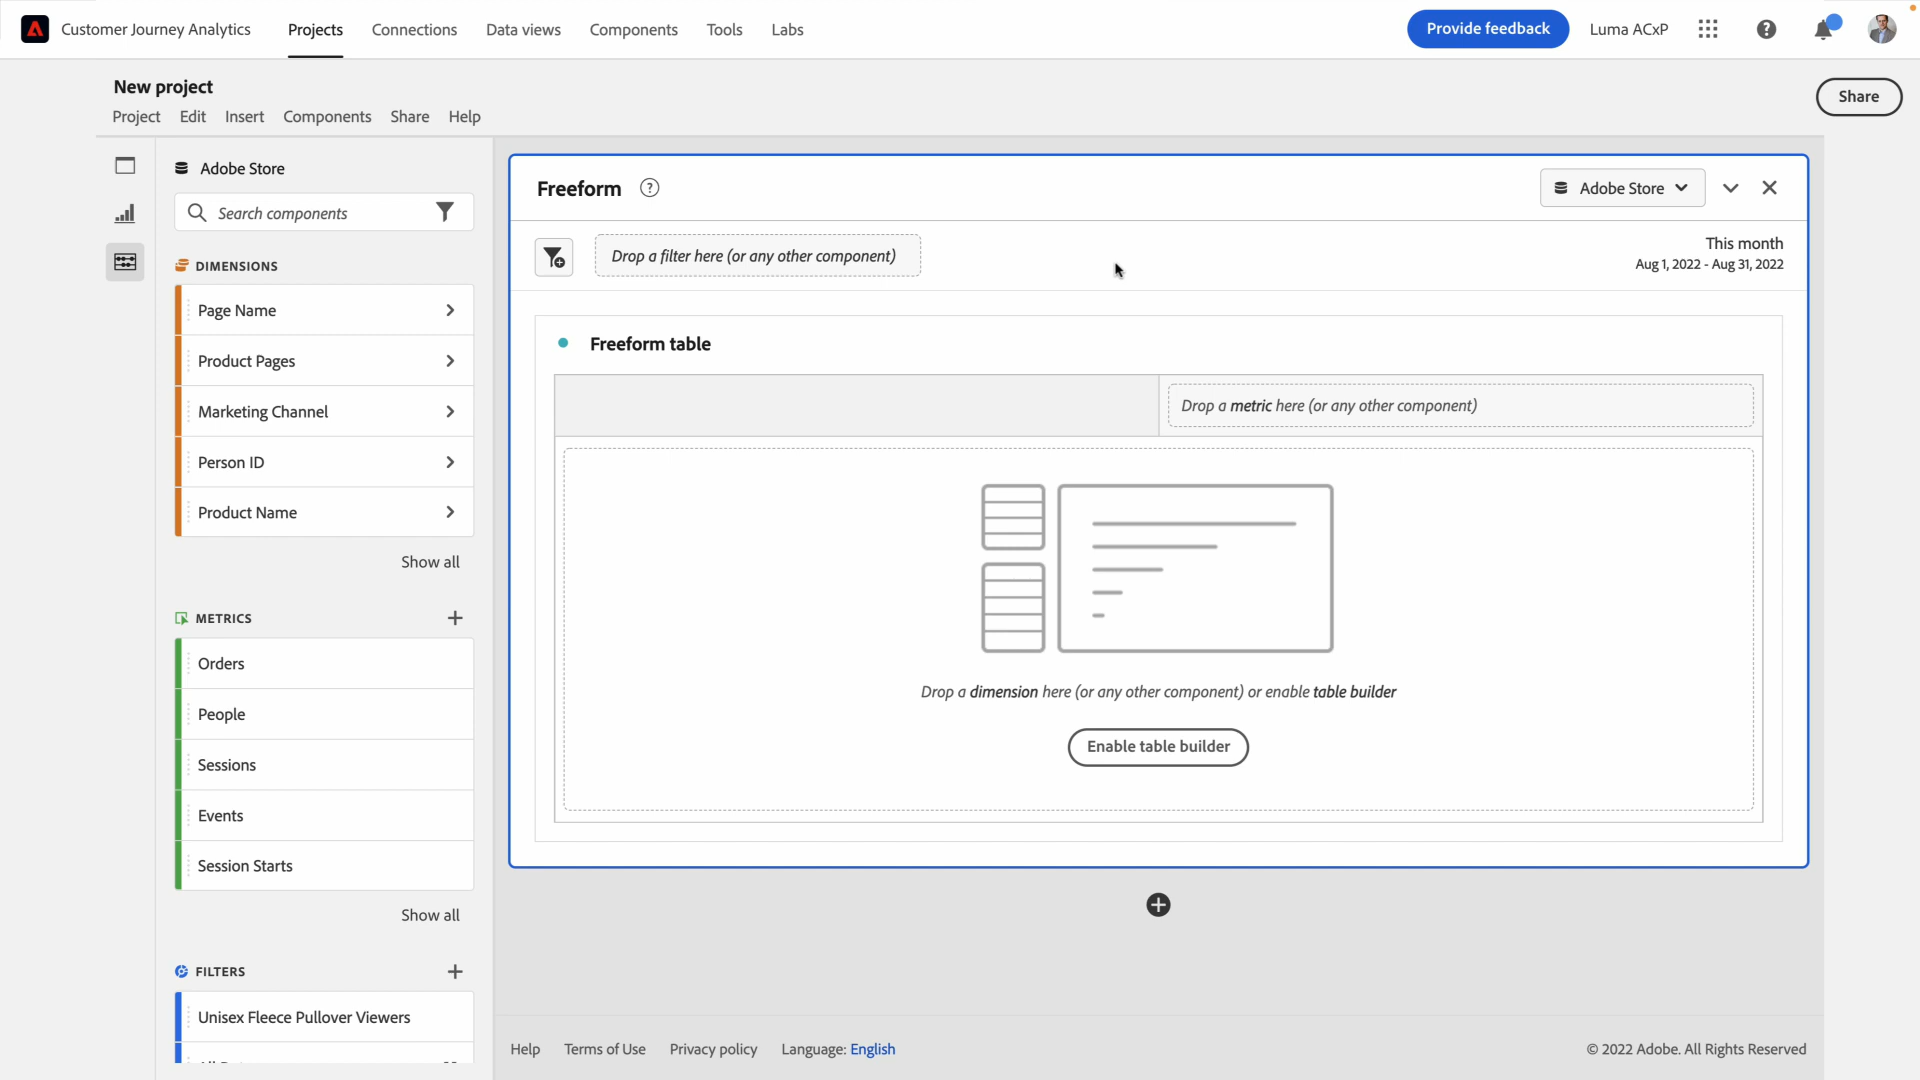 Customer Journey Analytics
Projects
Connections
Data views
Components
Tools
Labs
Provide feedback
Luma ACxP
New project
Project
Edit
Insert
Components
Share
Help
Share
Adobe Store
Search components
DIMENSIONS
Page Name
Product Pages
Marketing Channel
Person ID
Product Name
Show all
METRICS
Orders
People
Sessions
Events
Session Starts
Show all
FILTERS
Unisex Fleece Pullover Viewers
Freeform
Adobe Store
Drop a filter here (or any other component)
This month
Aug 1, 2022 - Aug 31, 2022
Freeform table
Drop a metric here (or any other component)
Drop a dimension here (or any other component) or enable table builder
Enable table builder
Help
Terms of Use
Privacy policy
Language: English
© 2022 Adobe. All Rights Reserved